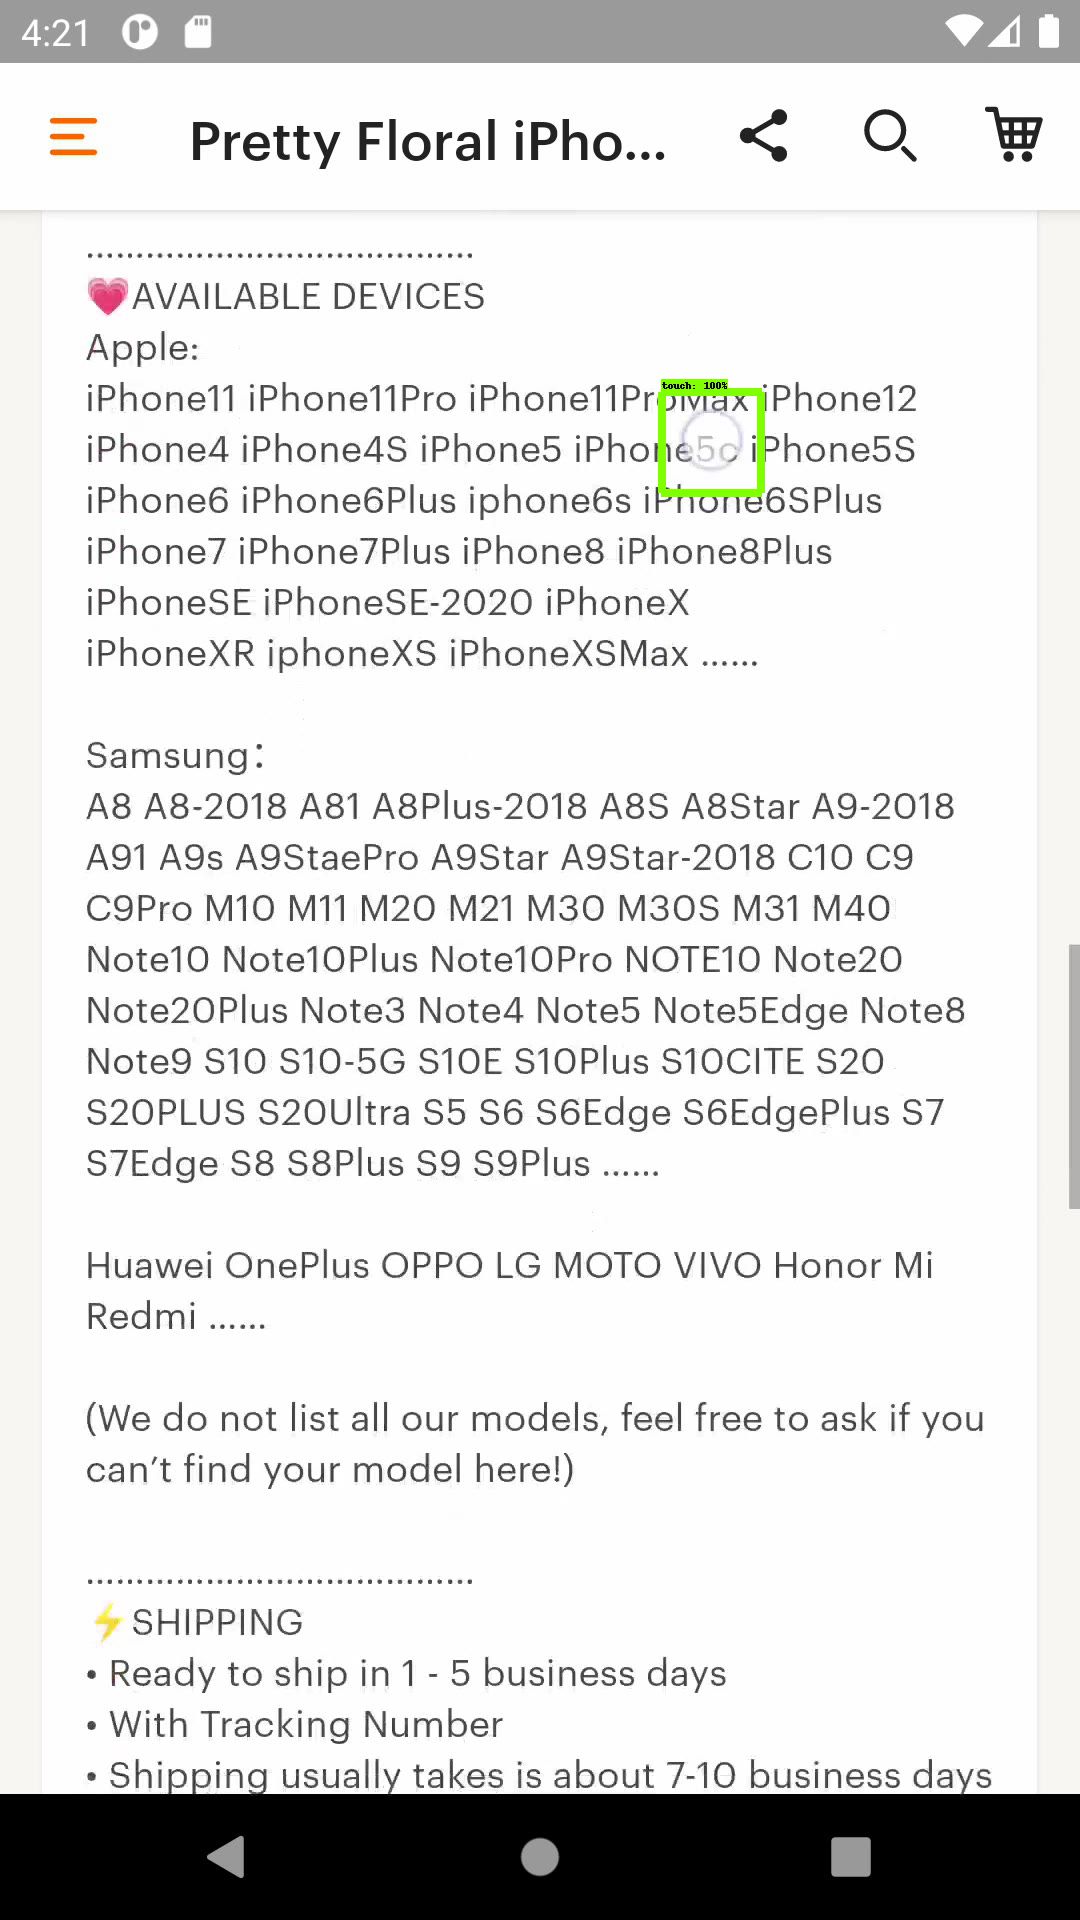 4:21
Pretty Floral iPho...
.......................................
💗AVAILABLE DEVICES
Apple:
iPhone11 iPhone11Pro iPhone11ProMax iPhone12
iPhone4 iPhone4S iPhone5 iPhone5c iPhone5S
iPhone6 iPhone6Plus iphone6s iPhone6SPlus
iPhone7 iPhone7Plus iPhone8 iPhone8Plus
iPhoneSE iPhoneSE-2020 iPhoneX
iPhoneXR iphoneXS iPhoneXSMax ......
Samsung：
A8 A8-2018 A81 A8Plus-2018 A8S A8Star A9-2018
A91 A9s A9StaePro A9Star A9Star-2018 C10 C9
C9Pro M10 M11 M20 M21 M30 M30S M31 M40
Note10 Note10Plus Note10Pro NOTE10 Note20
Note20Plus Note3 Note4 Note5 Note5Edge Note8
Note9 S10 S10-5G S10E S10Plus S10CITE S20
S20PLUS S20Ultra S5 S6 S6Edge S6EdgePlus S7
S7Edge S8 S8Plus S9 S9Plus ......
Huawei OnePlus OPPO LG MOTO VIVO Honor Mi
Redmi ......
(We do not list all our models, feel free to ask if you
can’t find your model here!)
.......................................
⚡SHIPPING
• Ready to ship in 1 - 5 business days
• With Tracking Number
• Shipping usually takes is about 7-10 business days
touch: 100%